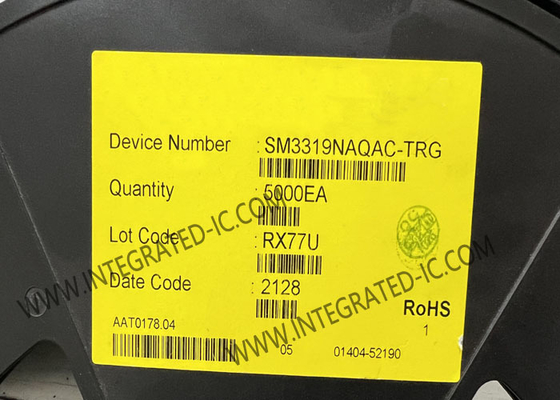 Device Number : SM3319NAQAC-TRG
Quantity : 5000EA
Lot Code : RX77U
Date Code : 2128
AAT0178.04
RoHS
1
05 01404-52190
WWW.INTEGRATED-IC.COM
WWW.INTEGRATED-IC.COM